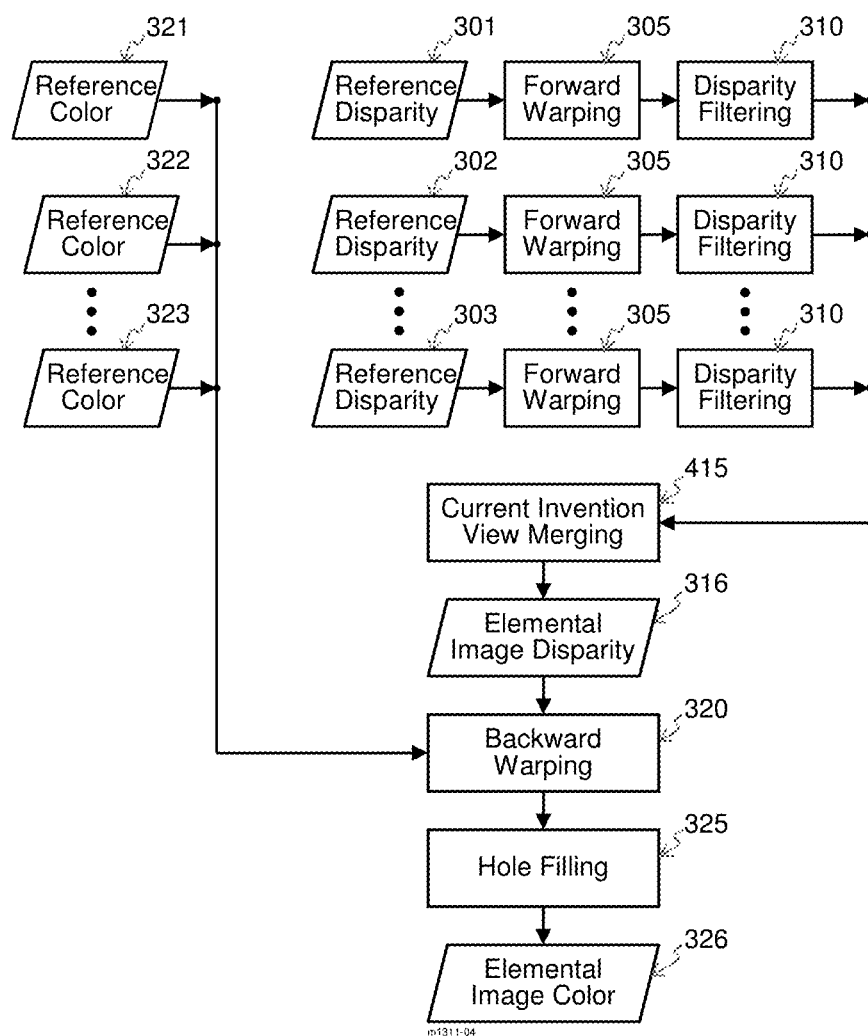 321
301
305
310
Reference
Color
Reference
Disparity
Forward
Warping
Disparity
Filtering
322
302
305
310
Reference
Color
Reference
Disparity
Forward
Warping
Disparity
Filtering
323
303
305
310
Reference
Color
Reference
Disparity
Forward
Warping
Disparity
Filtering
415
Current Invention
View Merging
316
Elemental
Image Disparity
320
Backward
Warping
325
Hole Filling
326
Elemental
Image Color